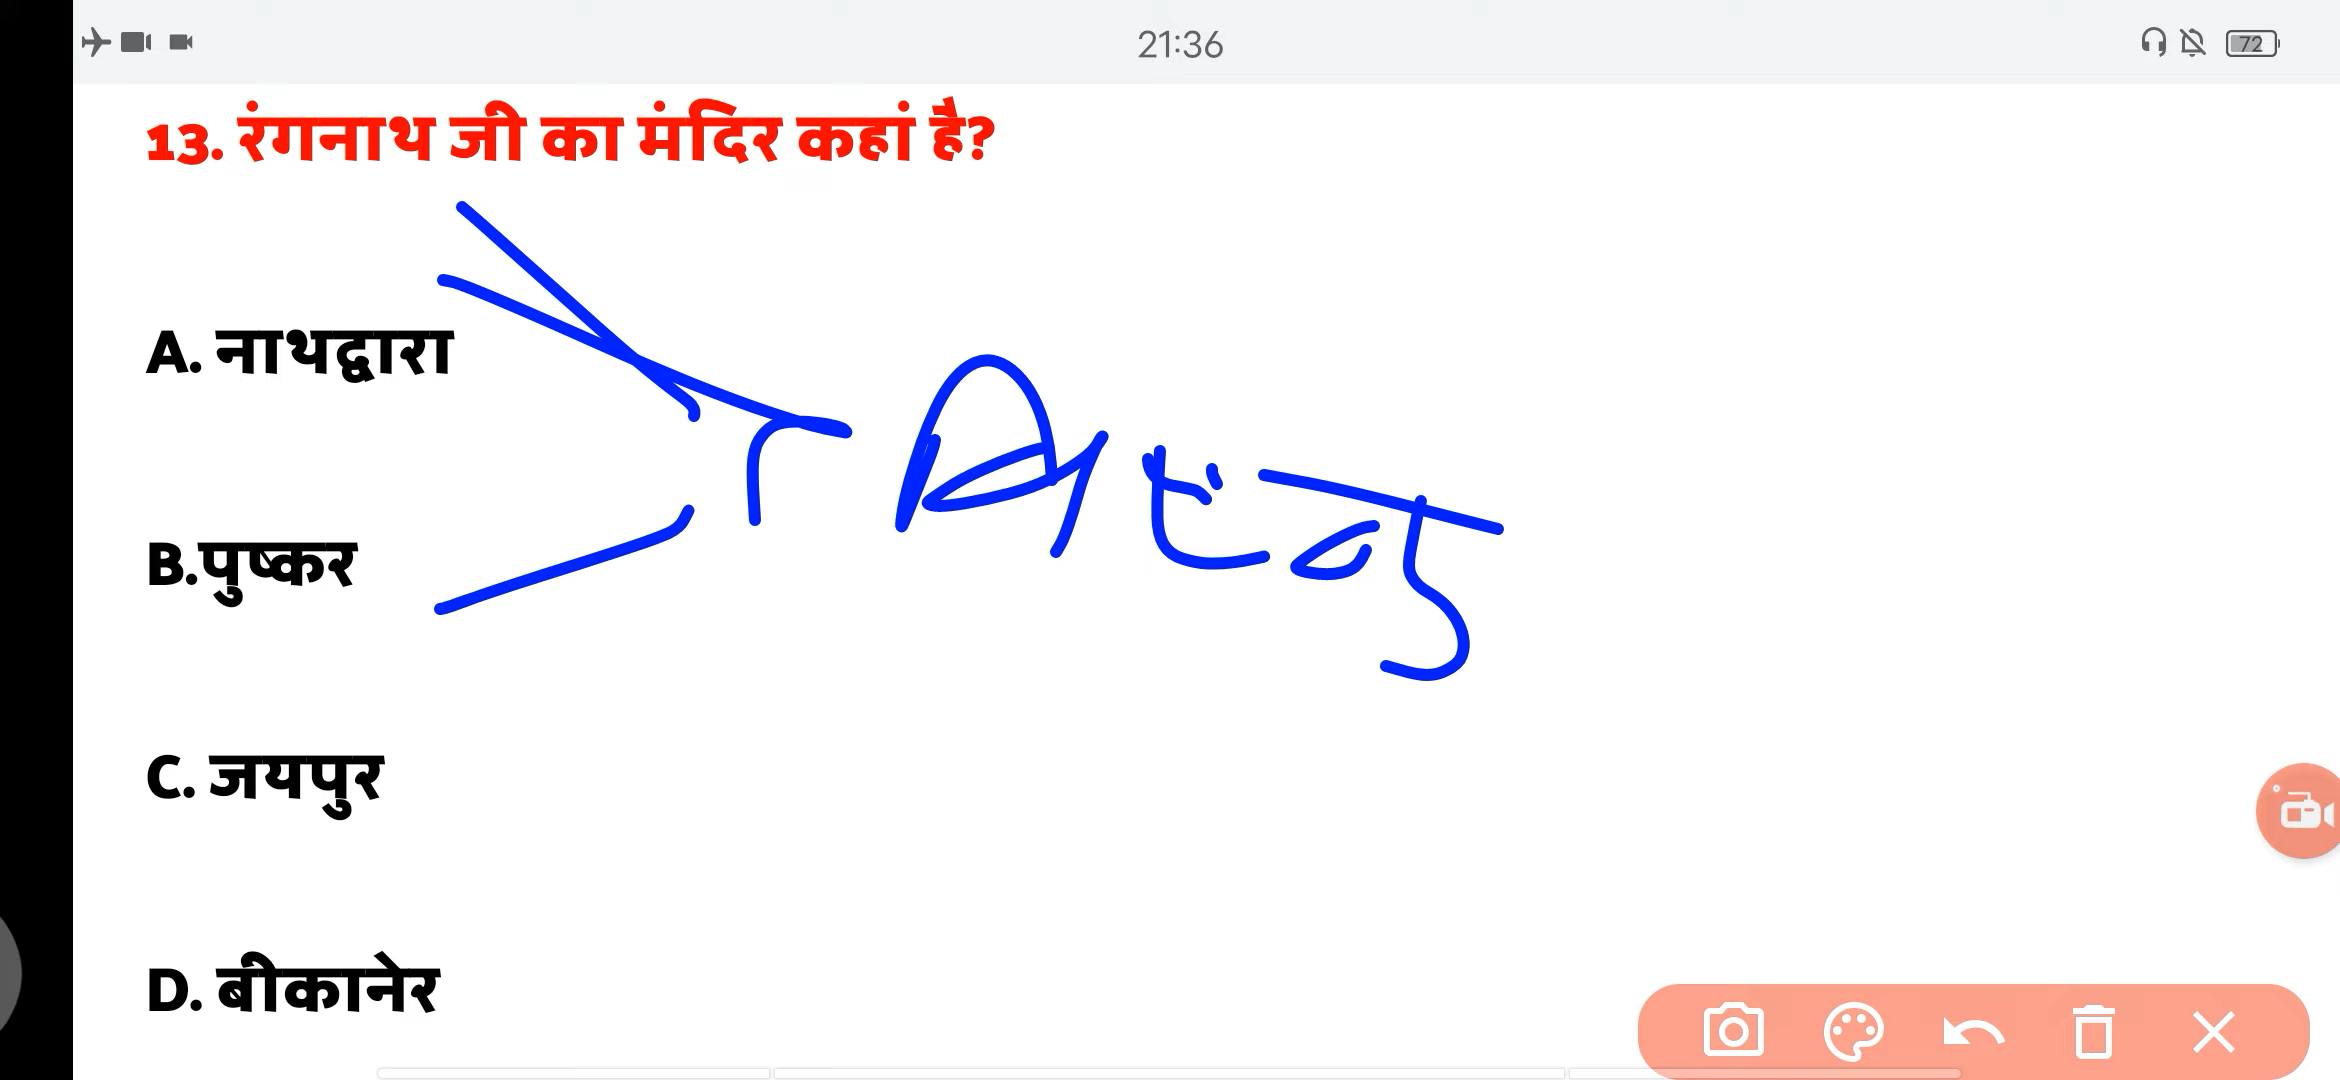 21:36
72
13. रंगनाथ जी का मंदिर कहां है?
A. नाथद्वारा
B.पुष्कर
C. जयपुर
D. बीकानेर